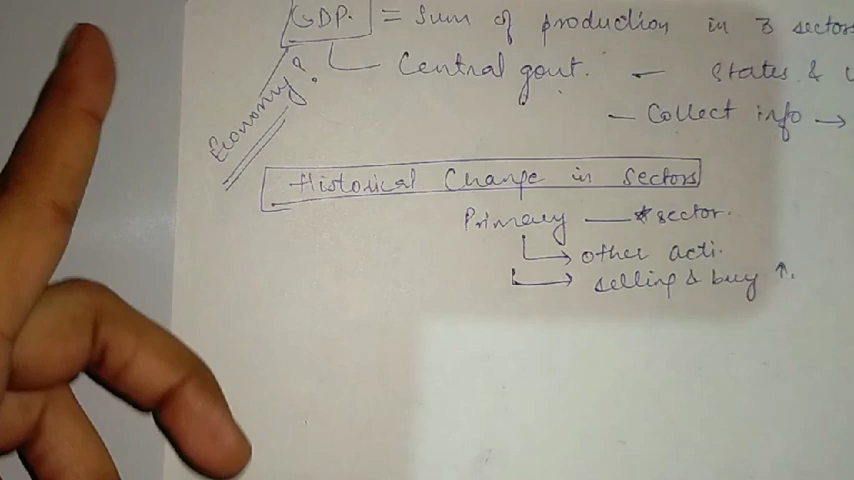 GDP. = Sum of production in 3 sectors
Central govt. — States &
— Collect info →
Economy?
Historical Change in Sectors
Primary — * sector.
→ other acti.
→ selling & buy ↑.